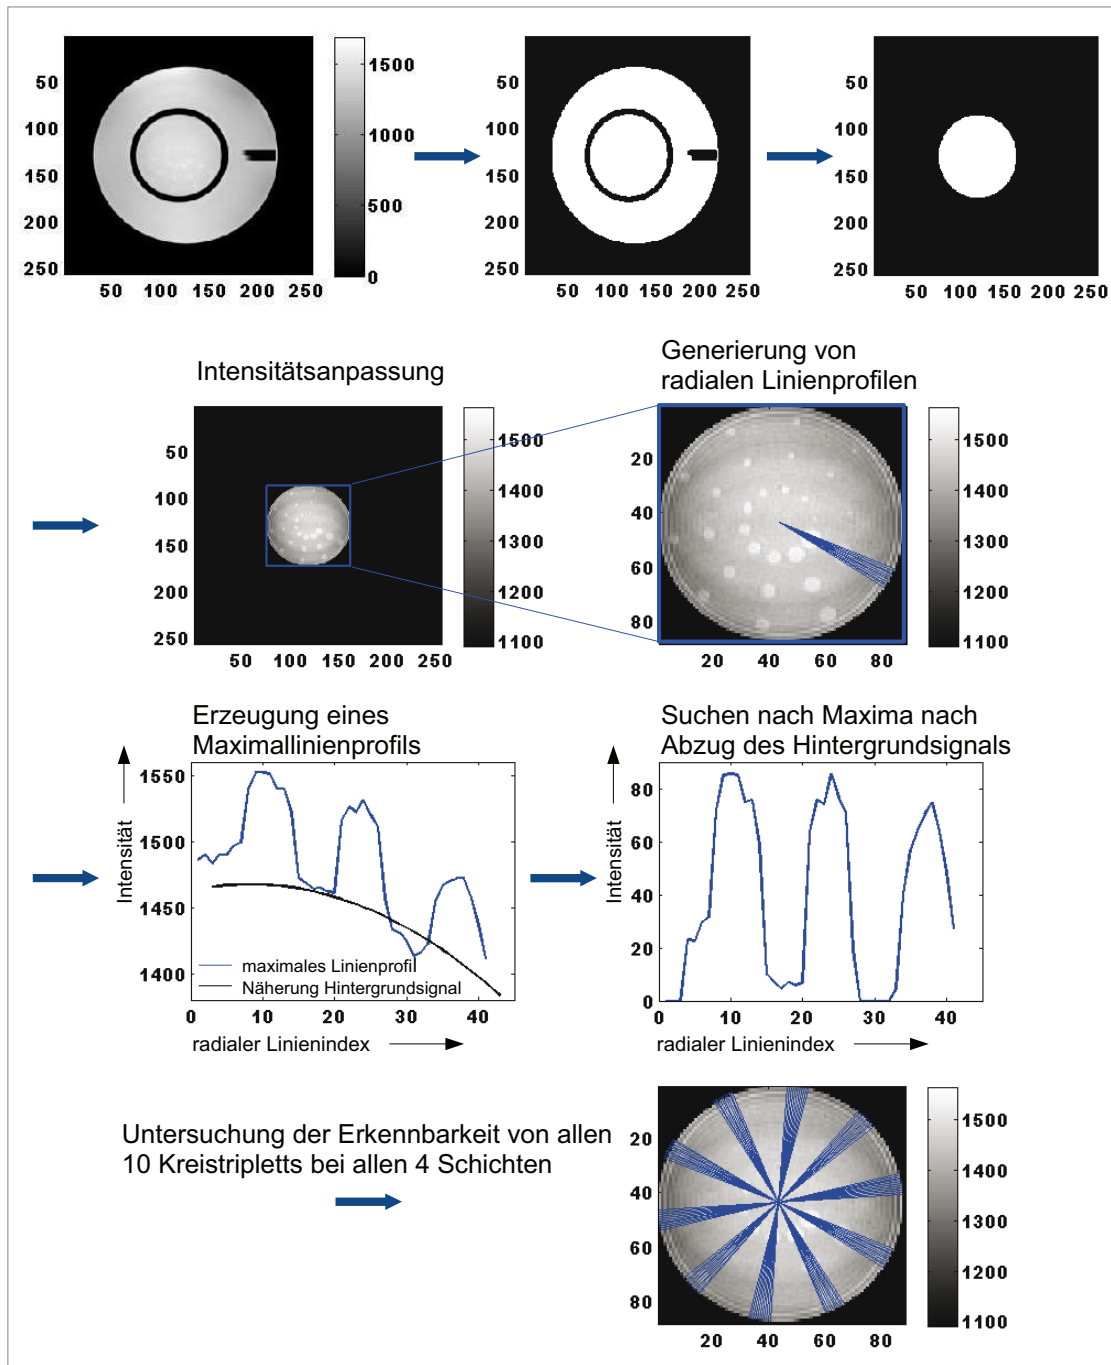 50
100
150
200
250
50 100 150 200 250
1500
1000
500
0
50
100
150
200
250
50 100 150 200 250
50
100
150
200
250
50 100 150 200 250
Intensitätsanpassung
50
100
150
200
250
50 100 150 200 250
1500
1400
1300
1200
1100
Generierung von
radialen Linienprofilen
20
40
60
80
20 40 60 80
1500
1400
1300
1200
1100
Erzeugung eines
Maximallinienprofils
Intensität
1550
1500
1450
1400
maximales Linienprofil
Näherung Hintergrundsignal
0 10 20 30 40
radialer Linienindex
Suchen nach Maxima nach
Abzug des Hintergrundsignals
Intensität
80
60
40
20
0
0 10 20 30 40
radialer Linienindex
Untersuchung der Erkennbarkeit von allen
10 Kreistripletts bei allen 4 Schichten
20
40
60
80
20 40 60 80
1500
1400
1300
1200
1100